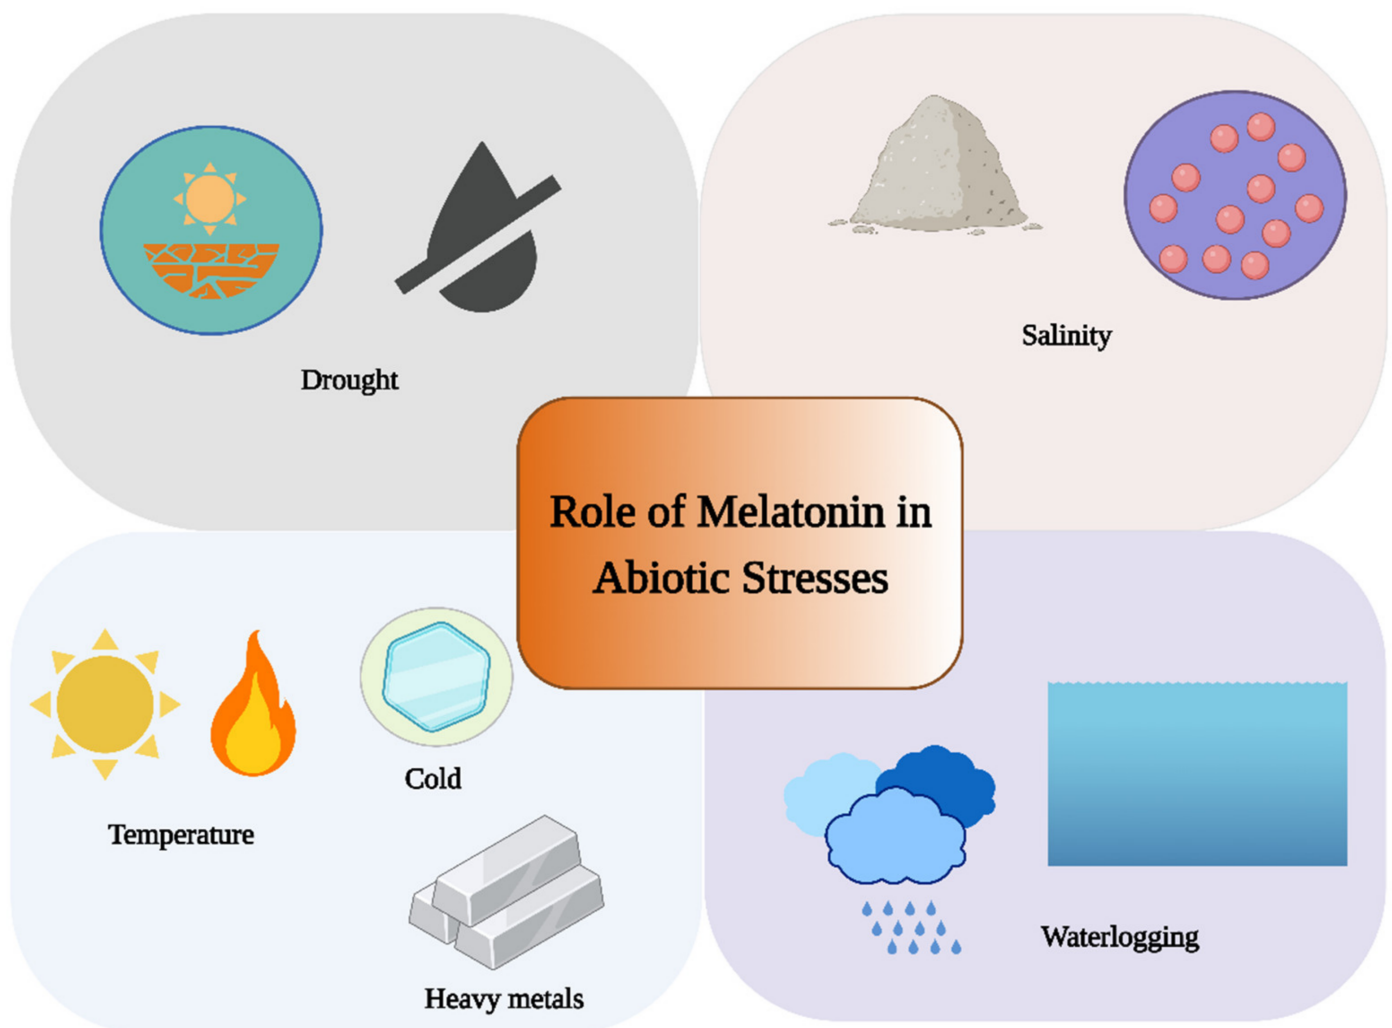 Drought
Salinity
Role of Melatonin in
Abiotic Stresses
Cold
Temperature
Heavy metals
Waterlogging